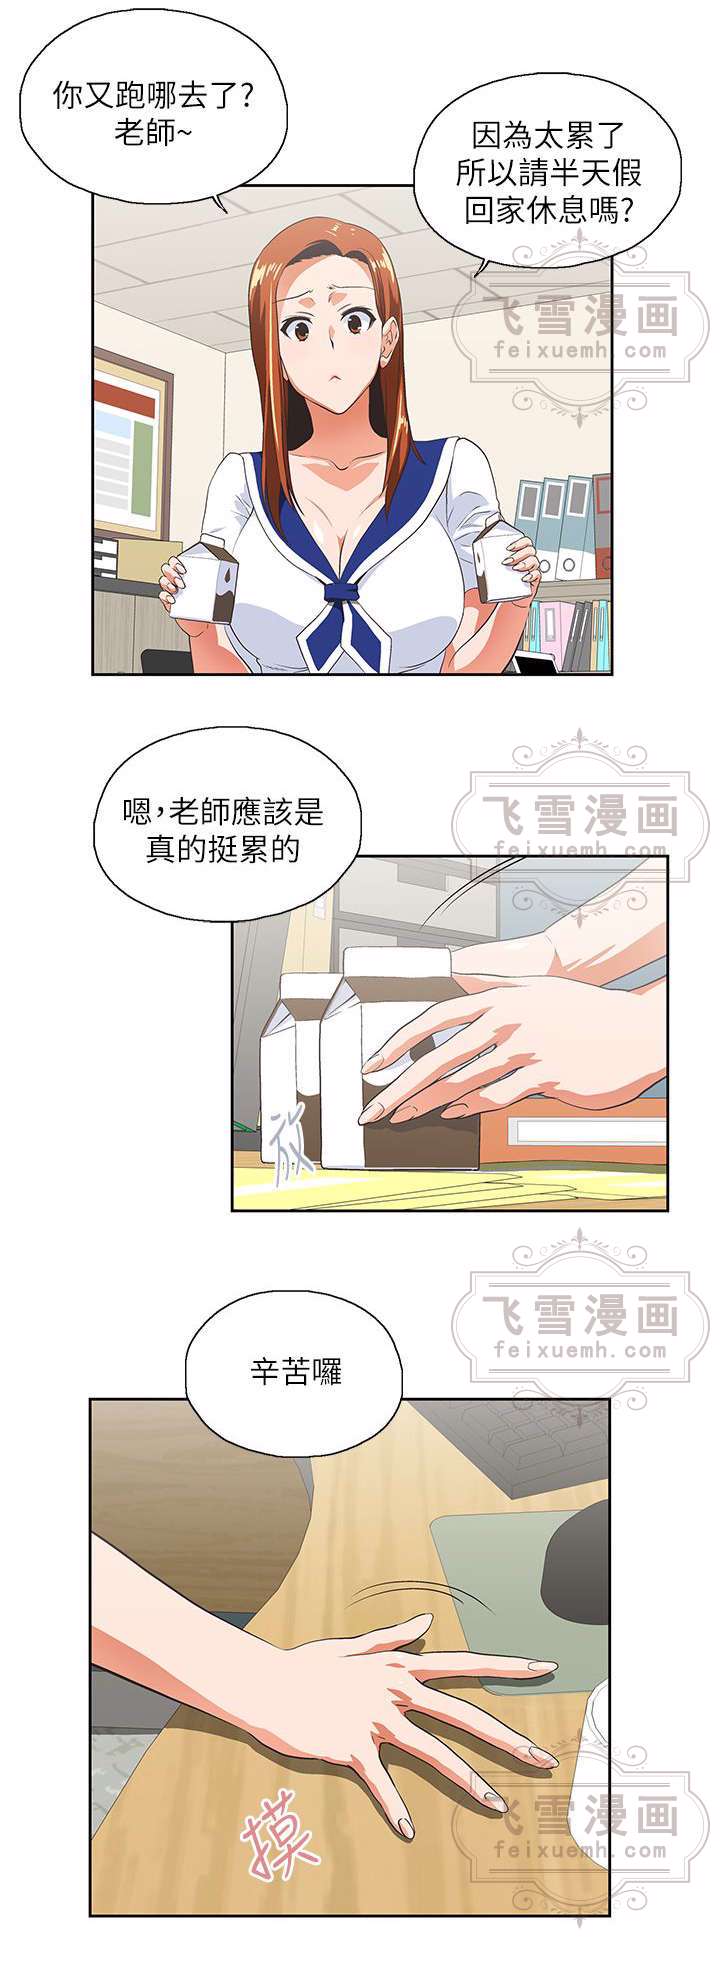 你又跑哪去了?
老師~
因為太累了
所以請半天假
回家休息嗎?
飞雪漫画
feixuemh.com
嗯,老師應該是
真的挺累的
飞雪漫画
feixuemh.com
放
辛苦囉
飞雪漫画
feixuemh.com
摸
飞雪漫画
feixuemh.com